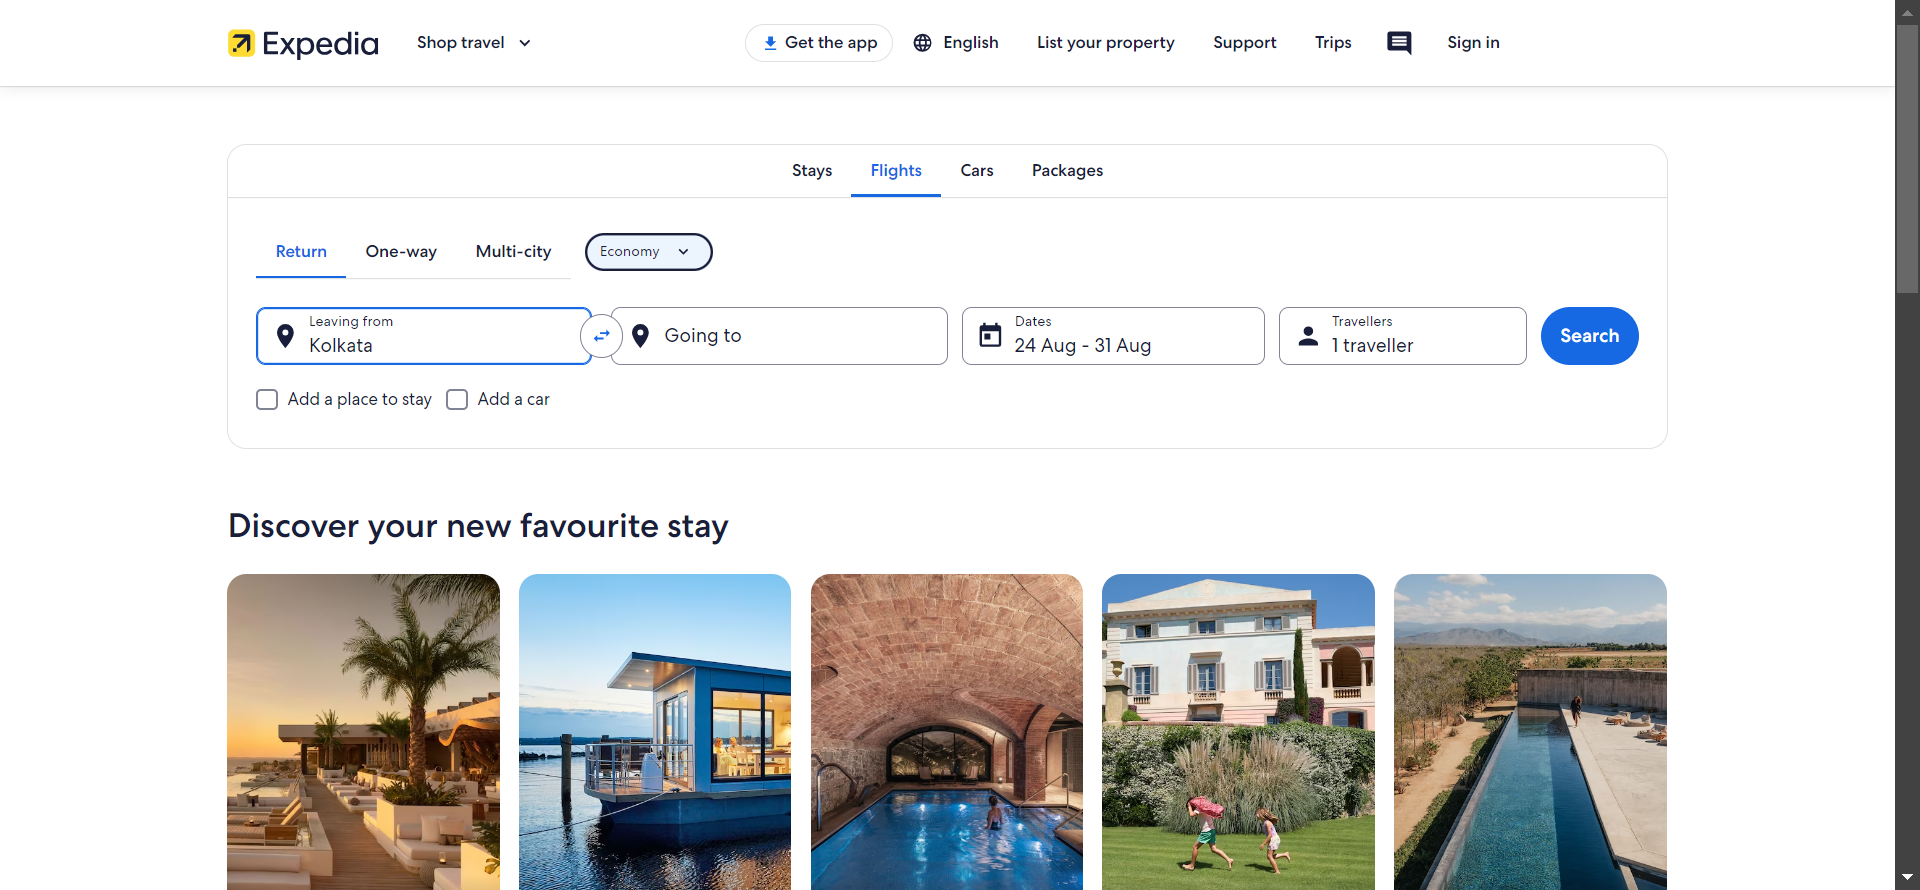 Expedia
Shop travel
Get the app
English
List your property
Support
Trips
Sign in
Stays
Flights
Cars
Packages
Return
One-way
Multi-city
Economy
Leaving from
Kolkata
Going to
Dates
24 Aug - 31 Aug
Travellers
1 traveller
Search
Add a place to stay
Add a car
Discover your new favourite stay